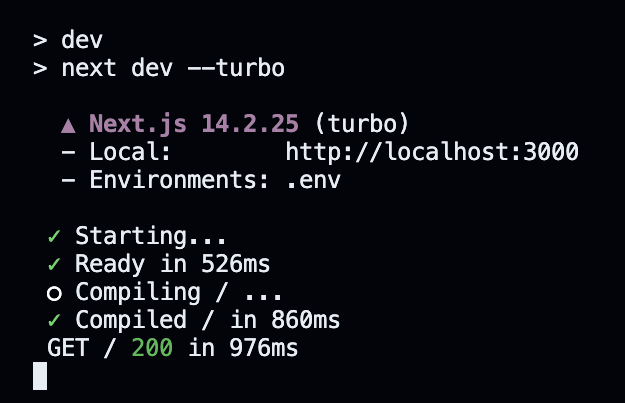 > dev
> next dev --turbo
▲ Next.js 14.2.25 (turbo)
- Local: http://localhost:3000
- Environments: .env
✓ Starting...
✓ Ready in 526ms
○ Compiling / ...
✓ Compiled / in 860ms
GET / 200 in 976ms